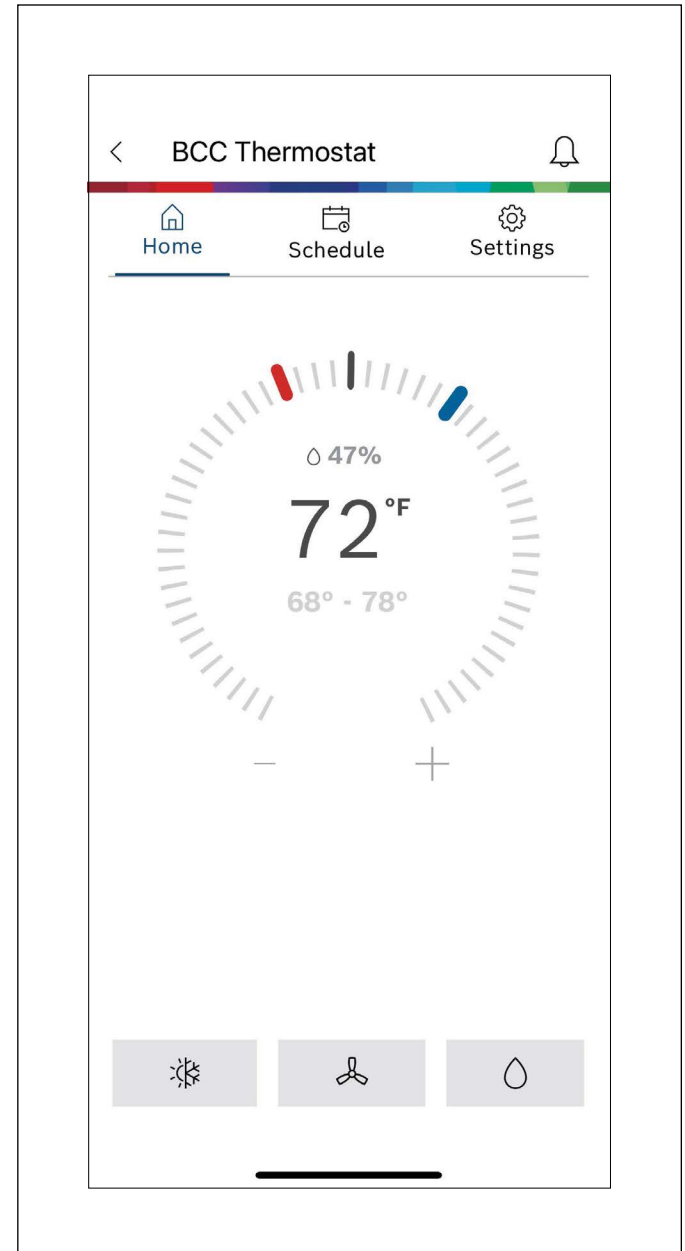 BCC Thermostat
Home Schedule Settings
47%
72°F
68° - 78°
− +